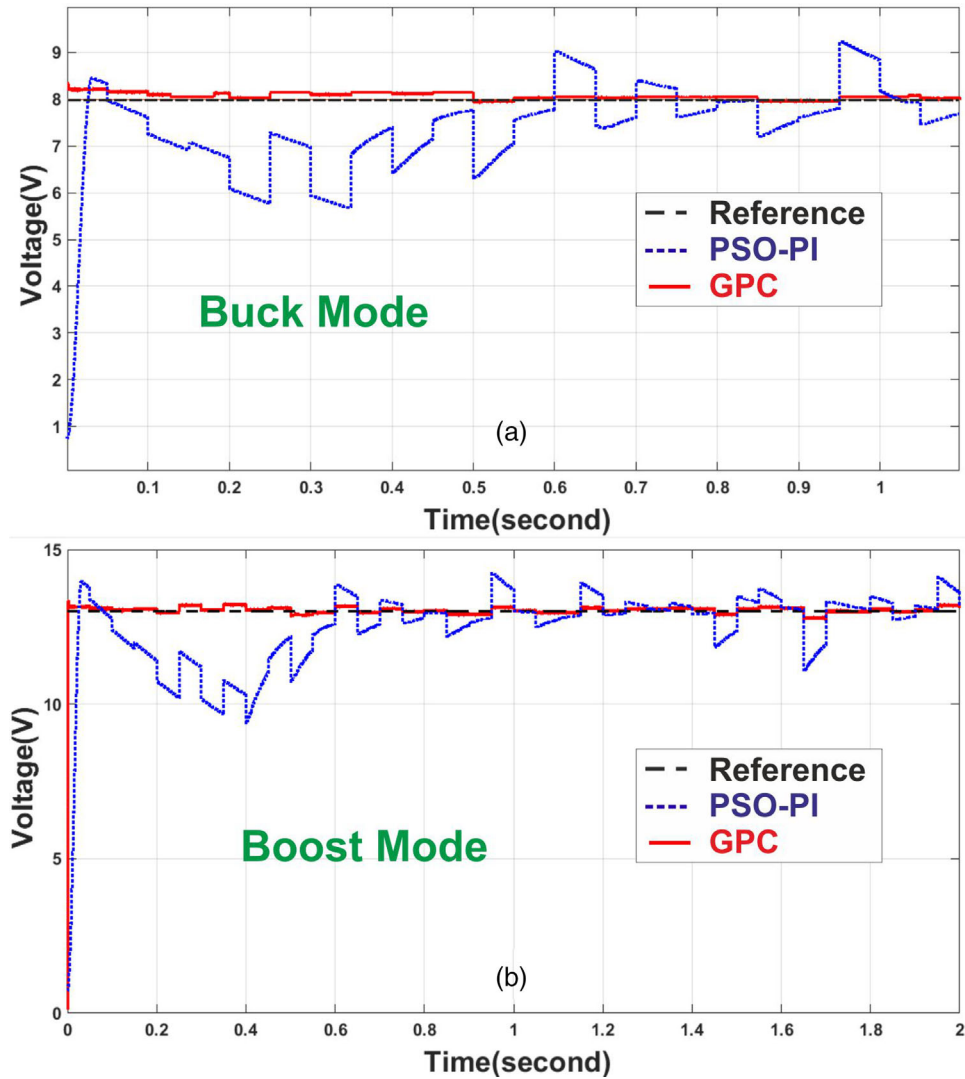 9
8
7
6
5
4
3
2
1
Voltage(V)
Reference
PSO-PI
GPC
Buck Mode
(a)
0.1 0.2 0.3 0.4 0.5 0.6 0.7 0.8 0.9 1
Time(second)
15
10
5
0
Voltage(V)
Reference
PSO-PI
GPC
Boost Mode
(b)
0 0.2 0.4 0.6 0.8 1 1.2 1.4 1.6 1.8 2
Time(second)